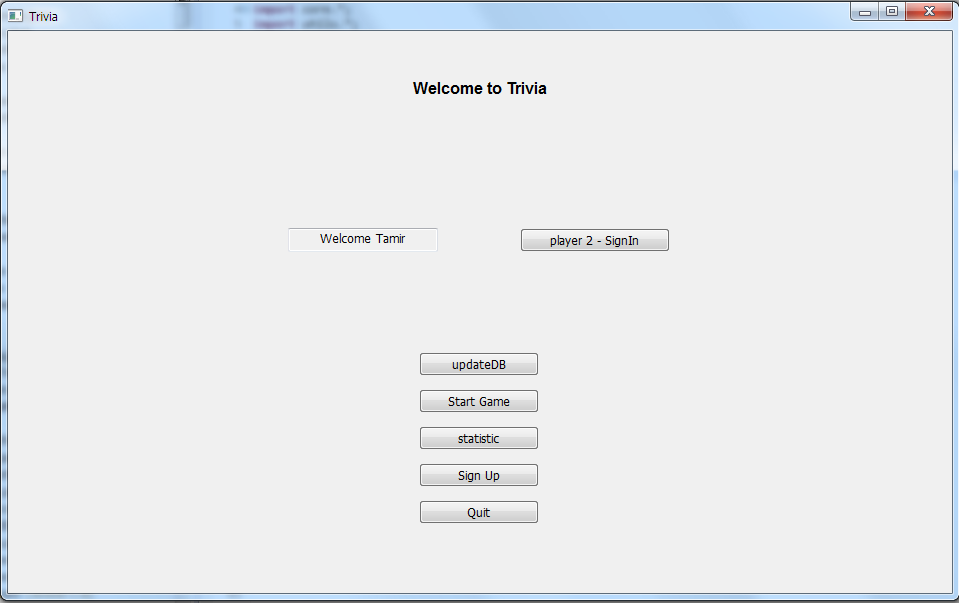 Trivia
Welcome to Trivia
Welcome Tamir
player 2 - SignIn
updateDB
Start Game
statistic
Sign Up
Quit